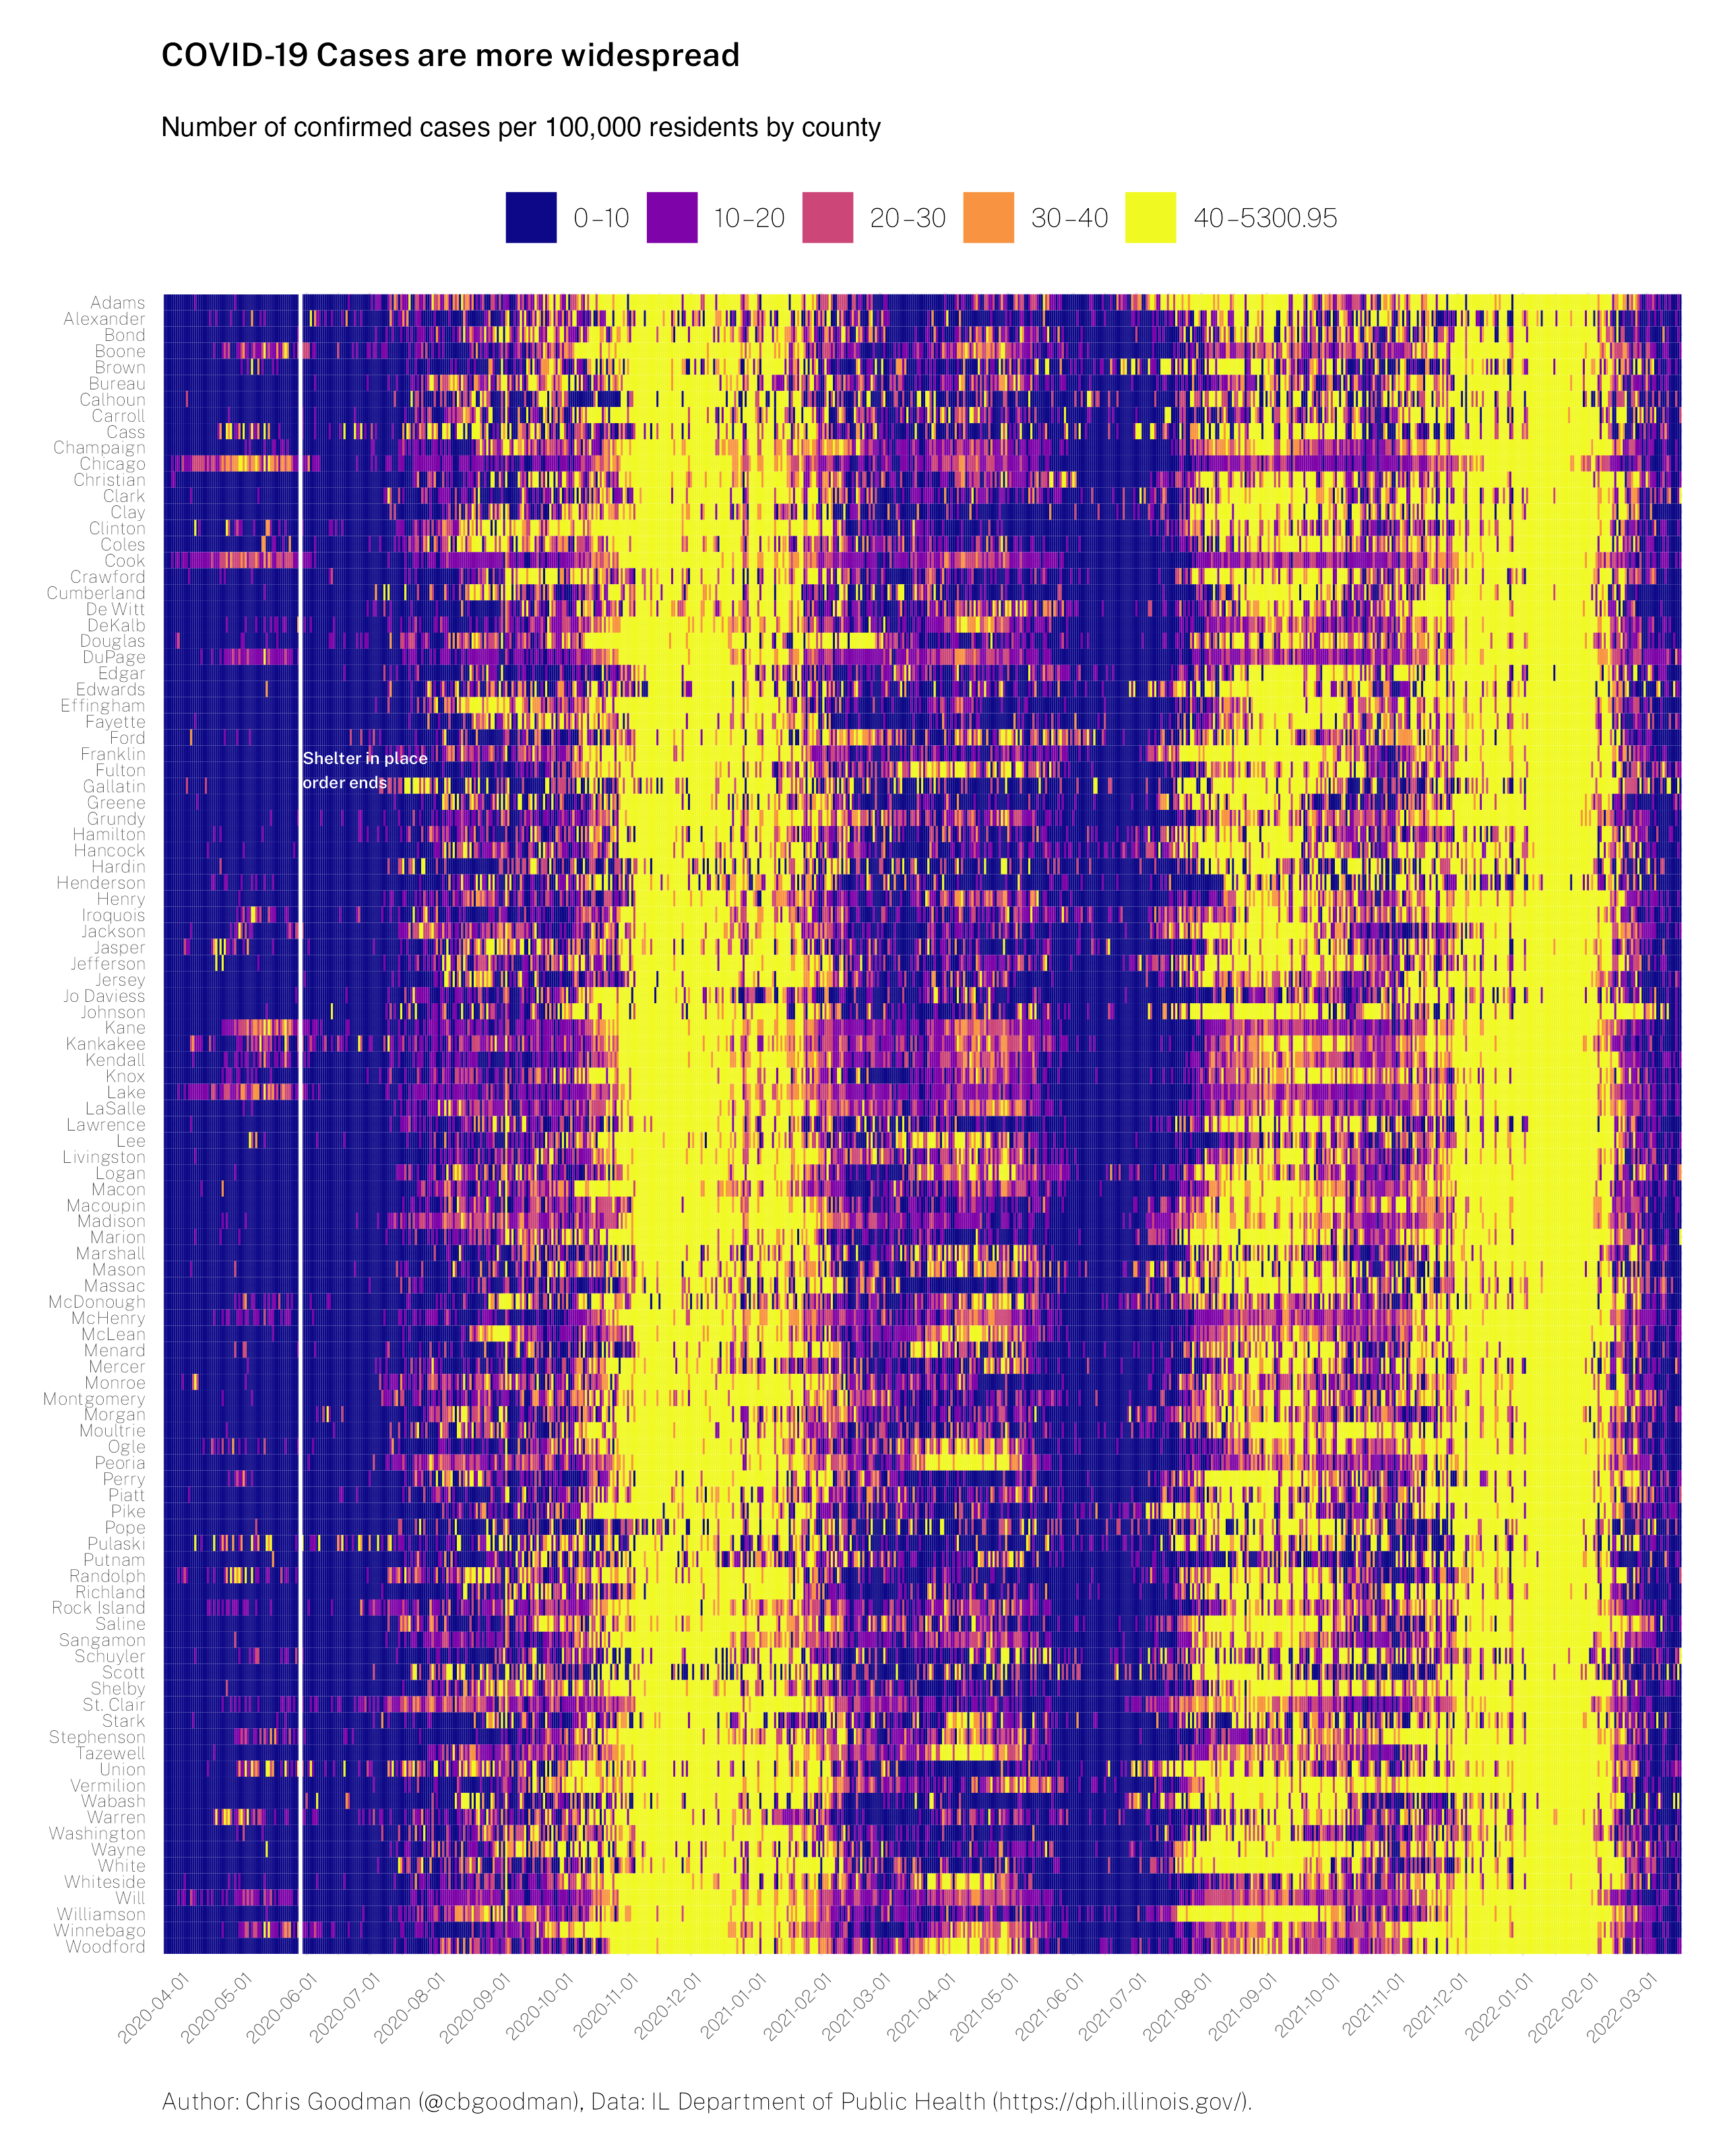 COVID-19 Cases are more widespread
Number of confirmed cases per 100,000 residents by county
0–10 10–20 20–30 30–40 40–5300.95
Adams
Alexander
Bond
Boone
Brown
Bureau
Calhoun
Carroll
Cass
Champaign
Chicago
Christian
Clark
Clay
Clinton
Coles
Cook
Crawford
Cumberland
De Witt
DeKalb
Douglas
DuPage
Edgar
Edwards
Effingham
Fayette
Ford
Franklin
Fulton
Gallatin
Greene
Grundy
Hamilton
Hancock
Hardin
Henderson
Henry
Iroquois
Jackson
Jasper
Jefferson
Jersey
Jo Daviess
Johnson
Kane
Kankakee
Kendall
Knox
Lake
LaSalle
Lawrence
Lee
Livingston
Logan
Macon
Macoupin
Madison
Marion
Marshall
Mason
Massac
McDonough
McHenry
McLean
Menard
Mercer
Monroe
Montgomery
Morgan
Moultrie
Ogle
Peoria
Perry
Piatt
Pike
Pope
Pulaski
Putnam
Randolph
Richland
Rock Island
Saline
Sangamon
Schuyler
Scott
Shelby
St. Clair
Stark
Stephenson
Tazewell
Union
Vermilion
Wabash
Warren
Washington
Wayne
White
Whiteside
Will
Williamson
Winnebago
Woodford
Shelter in place
order ends
2020-04-01
2020-05-01
2020-06-01
2020-07-01
2020-08-01
2020-09-01
2020-10-01
2020-11-01
2020-12-01
2021-01-01
2021-02-01
2021-03-01
2021-04-01
2021-05-01
2021-06-01
2021-07-01
2021-08-01
2021-09-01
2021-10-01
2021-11-01
2021-12-01
2022-01-01
2022-02-01
2022-03-01
Author: Chris Goodman (@cbgoodman), Data: IL Department of Public Health (https://dph.illinois.gov/).